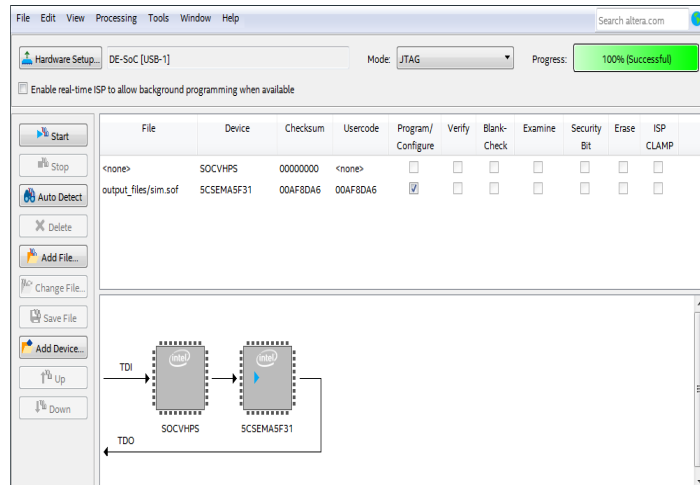 File Edit View Processing Tools Window Help
Search altera.com
Hardware Setup... DE-SoC [USB-1] Mode: JTAG Progress: 100% (Successful)
Enable real-time ISP to allow background programming when available
Start
Stop
Auto Detect
Delete
Add File...
Change File...
Save File
Add Device...
Up
Down
File Device Checksum Usercode Program/ Configure Verify Blank- Check Examine Security Bit Erase ISP CLAMP
<none> SOCVHPS 00000000 <none>
output_files/sim.sof 5CSEMA5F31 00AF8DA6 00AF8DA6
TDI
intel intel
SOCVHPS 5CSEMA5F31
TDO